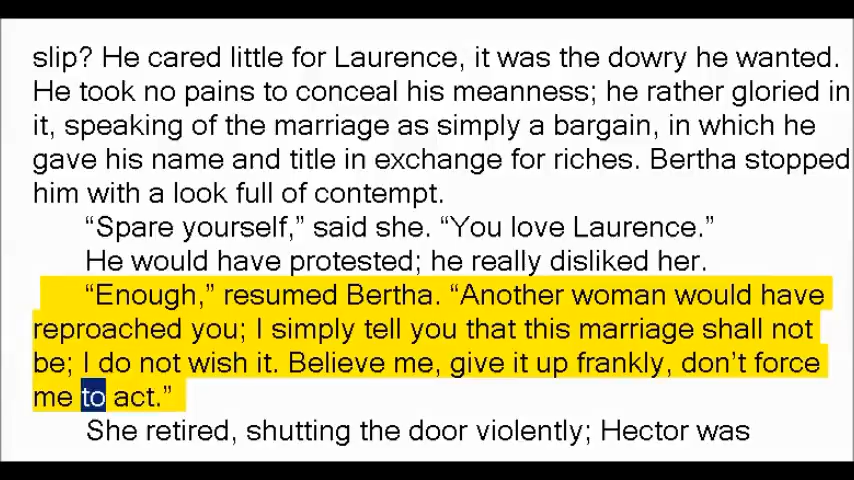 slip? He cared little for Laurence, it was the dowry he wanted.
He took no pains to conceal his meanness; he rather gloried in
it, speaking of the marriage as simply a bargain, in which he
gave his name and title in exchange for riches. Bertha stopped
him with a look full of contempt.
“Spare yourself,” said she. “You love Laurence.”
He would have protested; he really disliked her.
“Enough,” resumed Bertha. “Another woman would have
reproached you; I simply tell you that this marriage shall not
be; I do not wish it. Believe me, give it up frankly, don’t force
me to act.”
She retired, shutting the door violently; Hector was